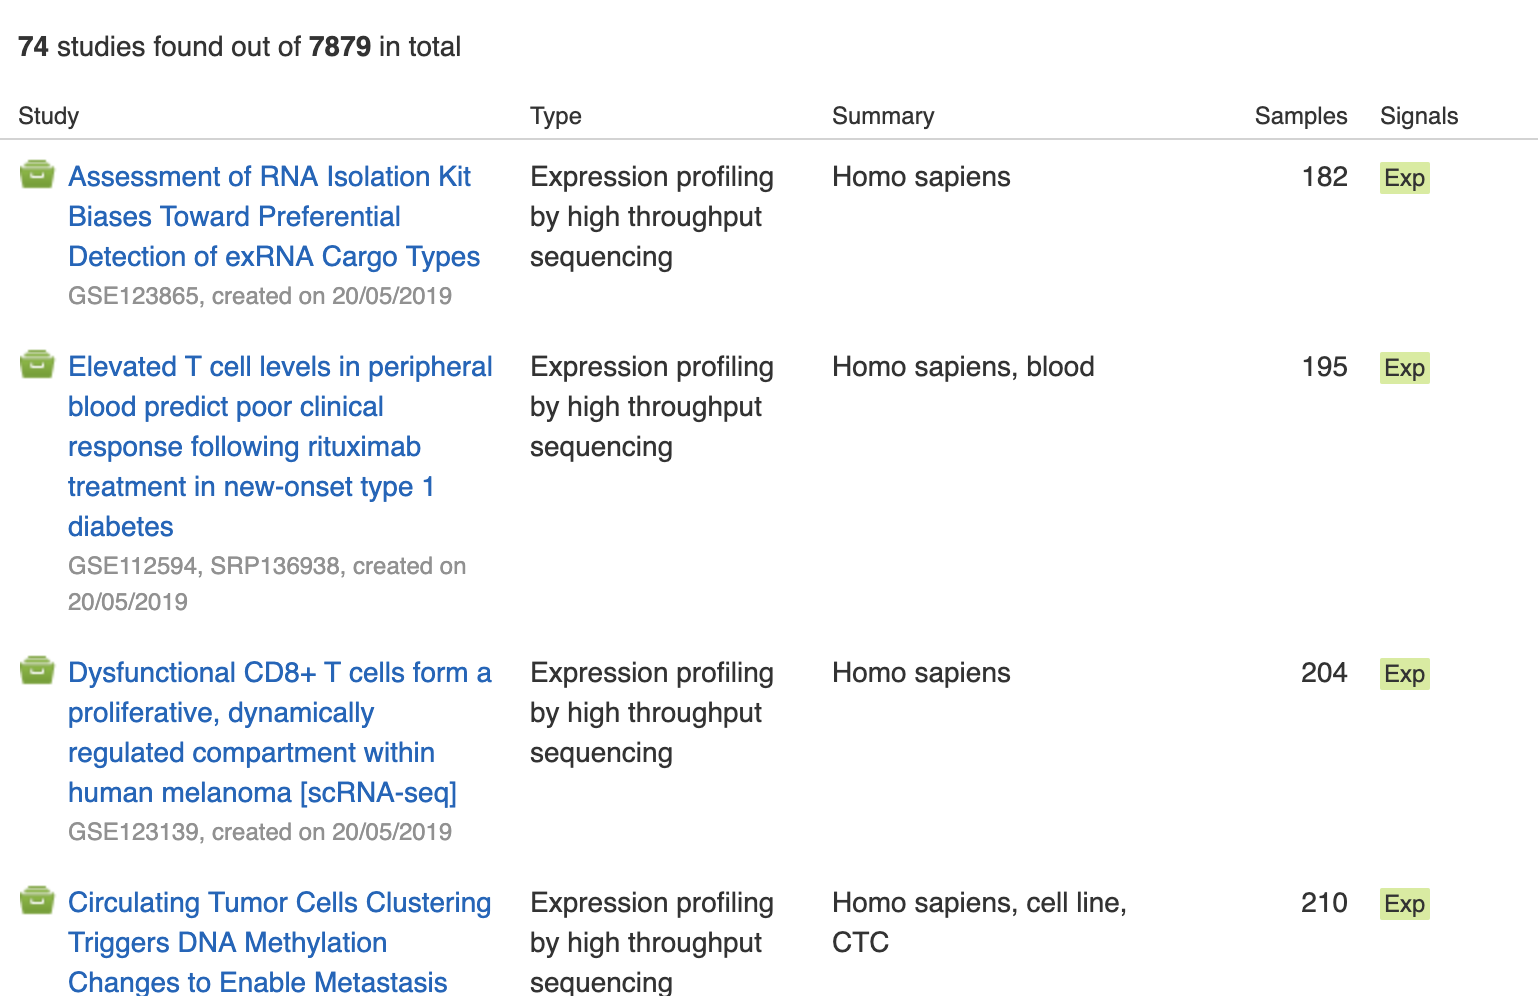 74 studies found out of 7879 in total
Study Type Summary Samples Signals
Assessment of RNA Isolation Kit Expression profiling Homo sapiens 182 Exp
Biases Toward Preferential by high throughput
Detection of exRNA Cargo Types sequencing
GSE123865, created on 20/05/2019
Elevated T cell levels in peripheral Expression profiling Homo sapiens, blood 195 Exp
blood predict poor clinical by high throughput
response following rituximab sequencing
treatment in new-onset type 1
diabetes
GSE112594, SRP136938, created on
20/05/2019
Dysfunctional CD8+ T cells form a Expression profiling Homo sapiens 204 Exp
proliferative, dynamically by high throughput
regulated compartment within sequencing
human melanoma [scRNA-seq]
GSE123139, created on 20/05/2019
Circulating Tumor Cells Clustering Expression profiling Homo sapiens, cell line, 210 Exp
Triggers DNA Methylation by high throughput CTC
Changes to Enable Metastasis sequencing